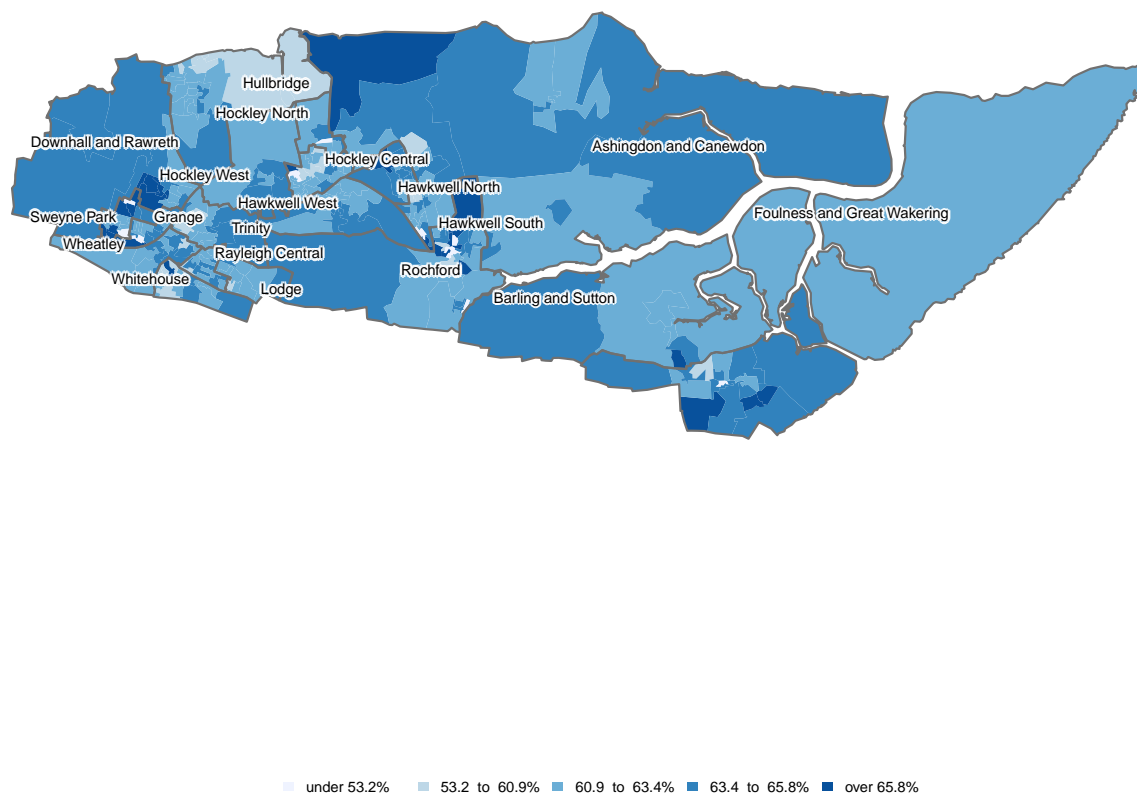 Hullbridge
Hockley North
Downhall and Rawreth
Ashingdon and Canewdon
Hockley Central
Hockley West
Hawkwell North
Hawkwell West
Foulness and Great Wakering
Sweyne Park
Grange
Hawkwell South
Trinity
Wheatley
Rayleigh Central
Rochford
Whitehouse
Lodge
Barling and Sutton
under 53.2% 53.2 to 60.9% 60.9 to 63.4% 63.4 to 65.8% over 65.8%